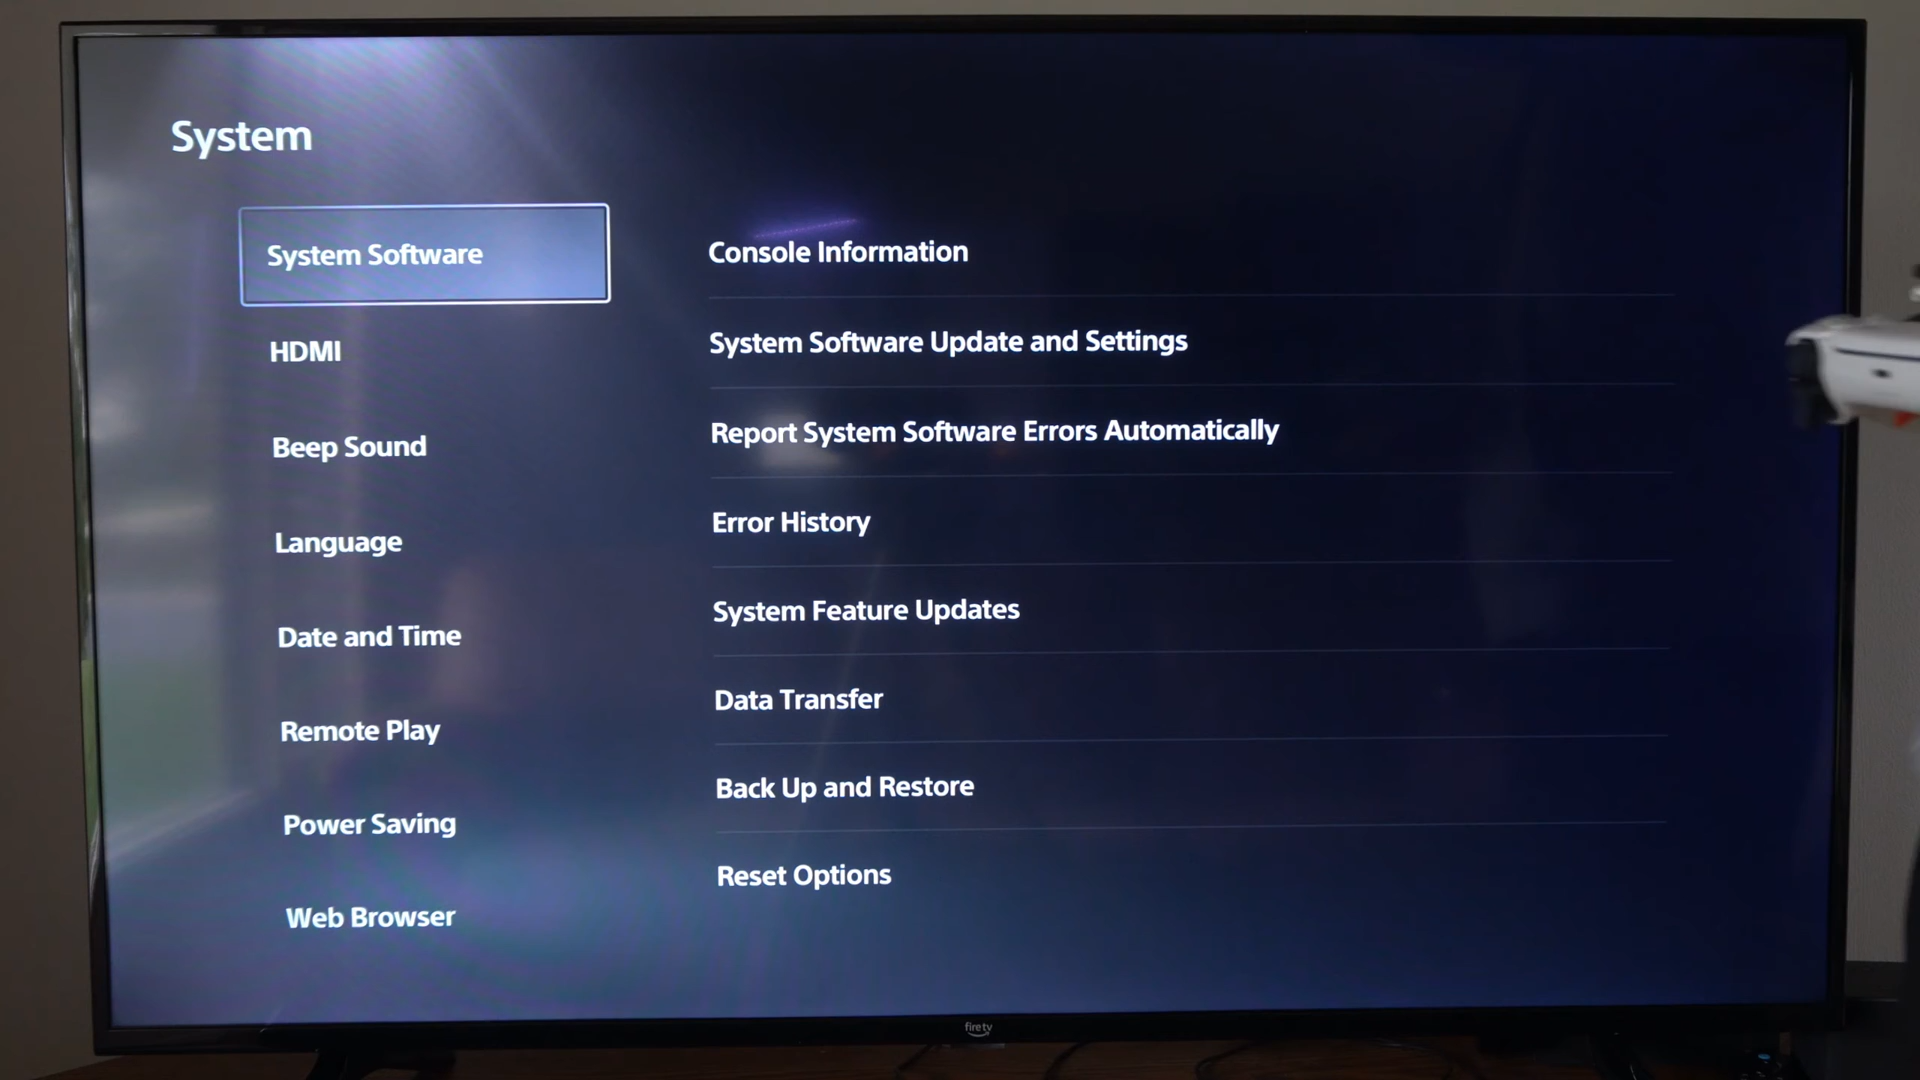 System
System Software
HDMI
Beep Sound
Language
Date and Time
Remote Play
Power Saving
Web Browser
Console Information
System Software Update and Settings
Report System Software Errors Automatically
Error History
System Feature Updates
Data Transfer
Back Up and Restore
Reset Options
fire tv